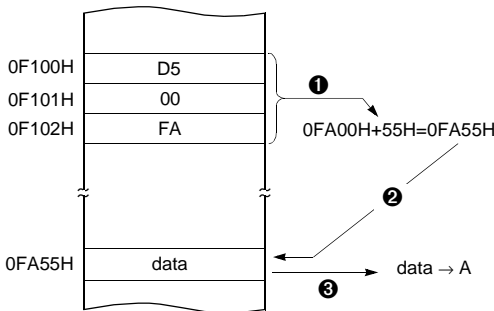 0F100H D5
❶
0F101H 00
0F102H FA 0FA00H+55H=0FA55H
❷
0FA55H data data → A
❸